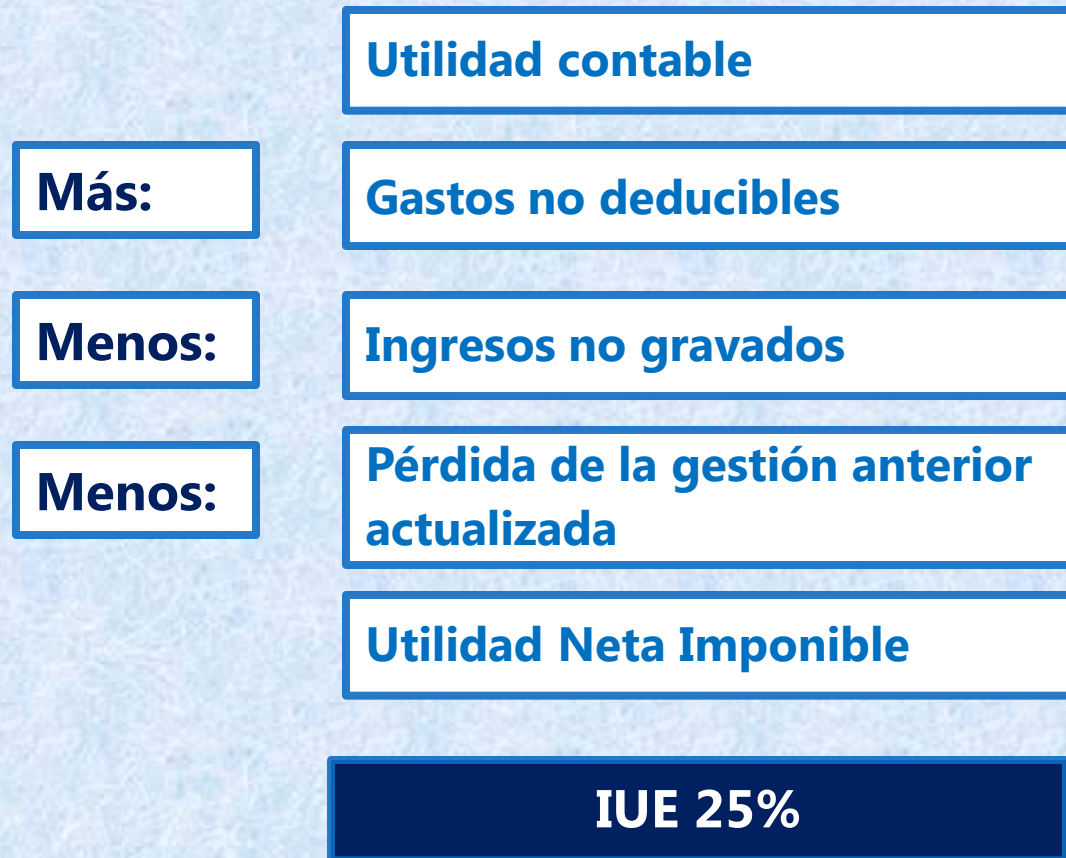 Utilidad contable
Más:
Gastos no deducibles
Menos:
Ingresos no gravados
Menos:
Pérdida de la gestión anterior
actualizada
Utilidad Neta Imponible
IUE 25%